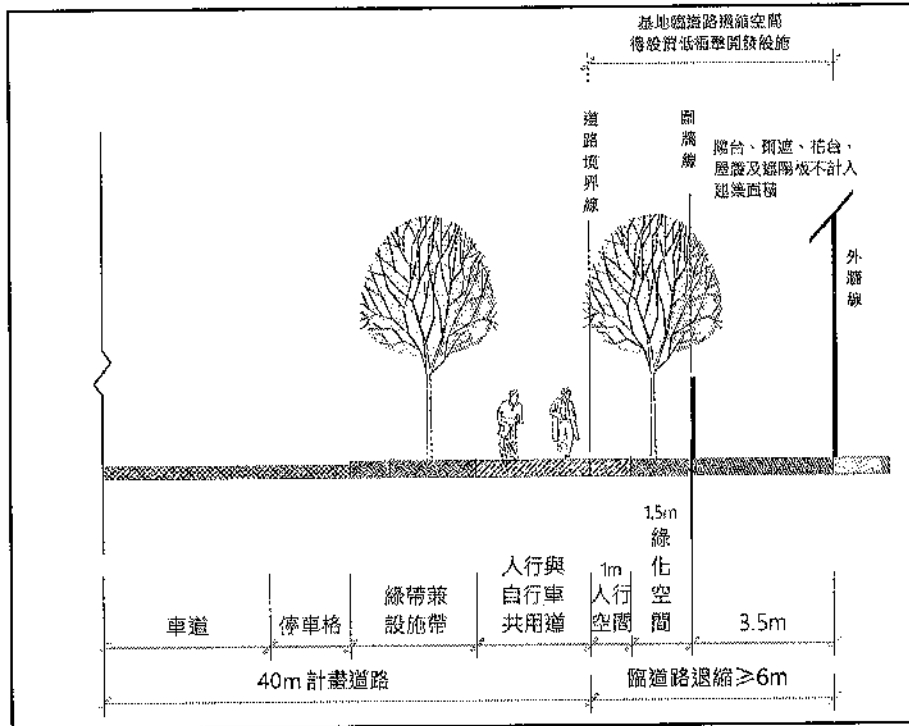 基地臨道路退縮空間
得設置低衝擊開發設施
道路境界線
圍牆線
陽台、雨遮、花台、
屋簷及遮陽板不計入
建築面積
外牆線
車道
停車格
綠帶兼
設施帶
人行與
自行車
共用道
1m
人行
空間
1.5m
綠化空間
3.5m
40m 計畫道路
臨道路退縮≥6m